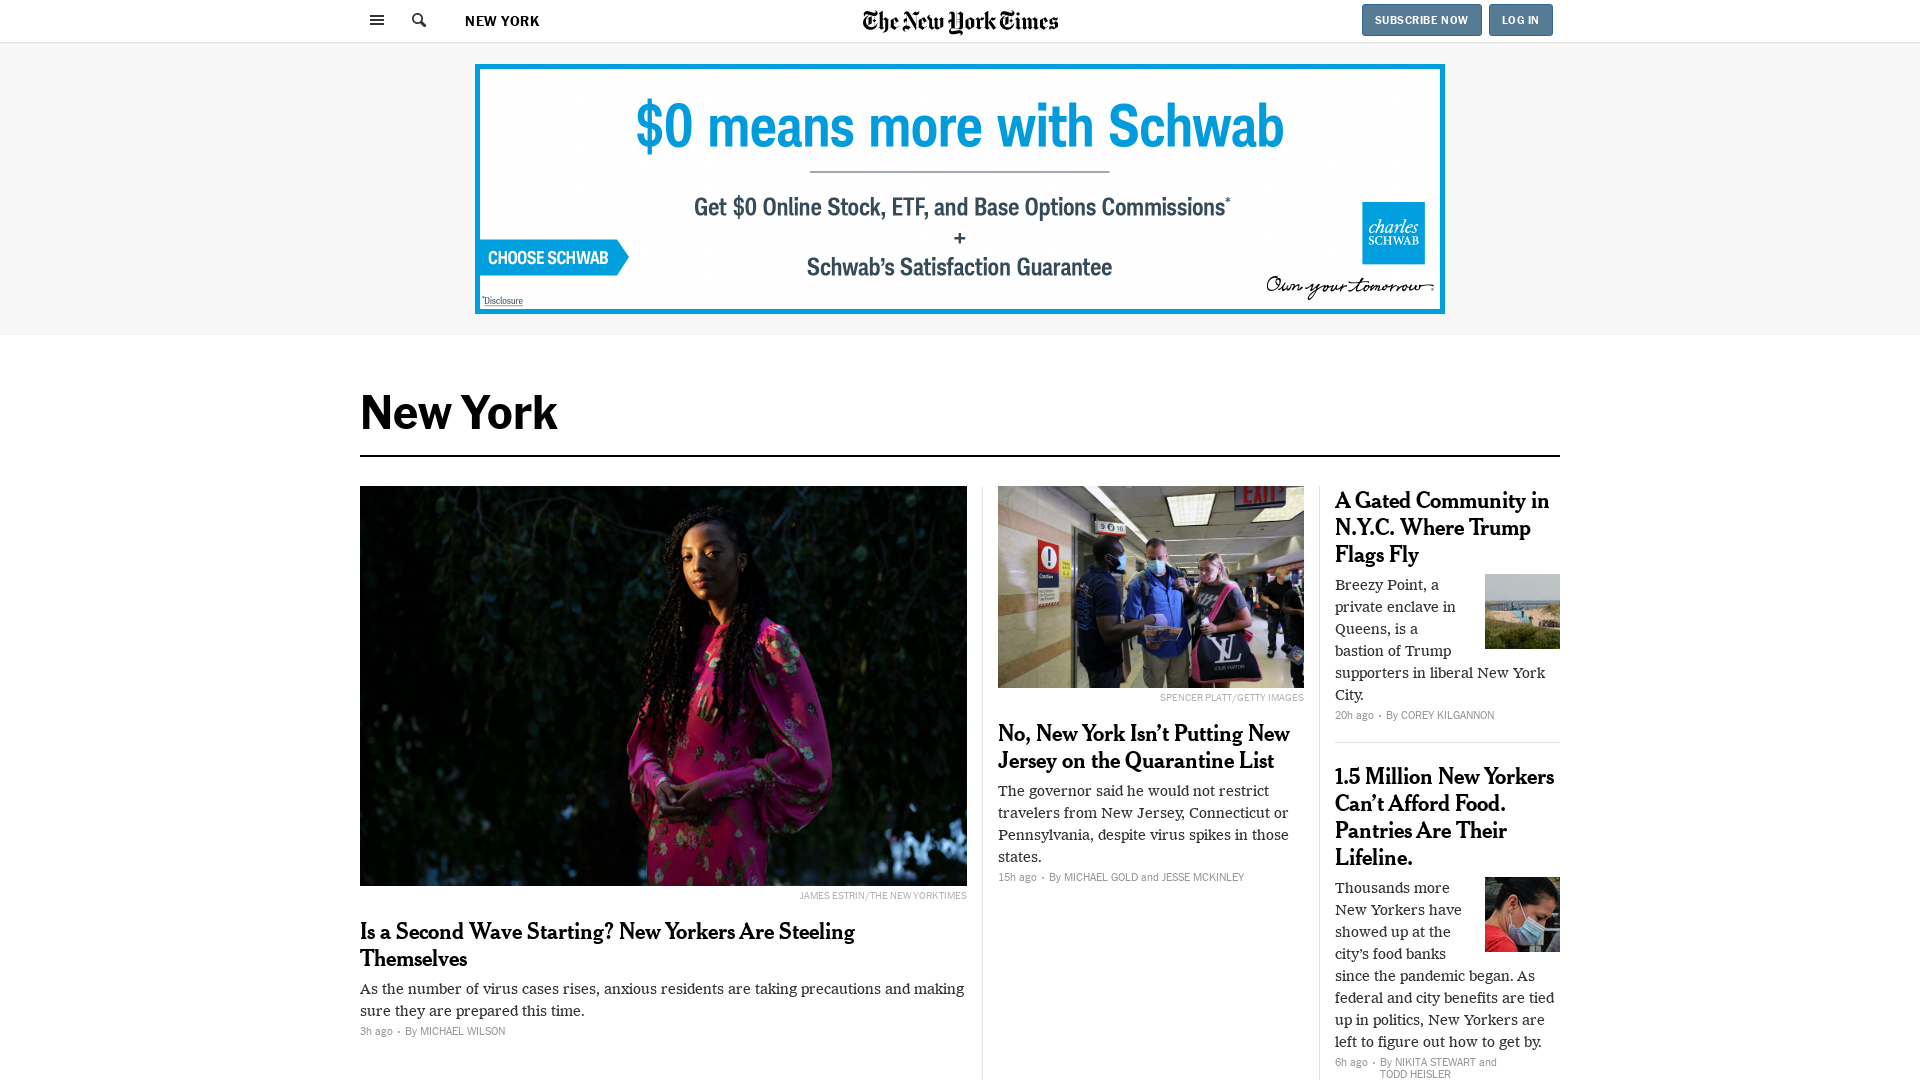 NEW YORK
The New York Times
SUBSCRIBE NOW
LOG IN
$0 means more with Schwab
Get $0 Online Stock, ETF, and Base Options Commissions*
+
Schwab's Satisfaction Guarantee
CHOOSE SCHWAB
*Disclosure
charles
SCHWAB
Own your tomorrow
New York
JAMES ESTRIN/THE NEW YORKTIMES
Is a Second Wave Starting? New Yorkers Are Steeling
Themselves
As the number of virus cases rises, anxious residents are taking precautions and making
sure they are prepared this time.
3h ago · By MICHAEL WILSON
EXIT
9 10
Caution
LOUIS VUITTON
SPENCER PLATT/GETTY IMAGES
No, New York Isn't Putting New
Jersey on the Quarantine List
The governor said he would not restrict
travelers from New Jersey, Connecticut or
Pennsylvania, despite virus spikes in those
states.
15h ago · By MICHAEL GOLD and JESSE MCKINLEY
A Gated Community in
N.Y.C. Where Trump
Flags Fly
Breezy Point, a
private enclave in
Queens, is a
bastion of Trump
supporters in liberal New York
City.
20h ago · By COREY KILGANNON
1.5 Million New Yorkers
Can't Afford Food.
Pantries Are Their
Lifeline.
Thousands more
New Yorkers have
showed up at the
city's food banks
since the pandemic began. As
federal and city benefits are tied
up in politics, New Yorkers are
left to figure out how to get by.
6h ago · By NIKITA STEWART and
TODD HEISLER